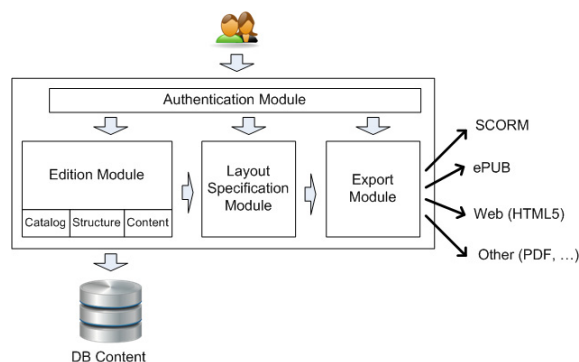 Authentication Module
SCORM
Edition Module
Layout
Specification
Module
Export
Module
ePUB
Web (HTML5)
Catalog
Structure
Content
Other (PDF, ...)
DB Content